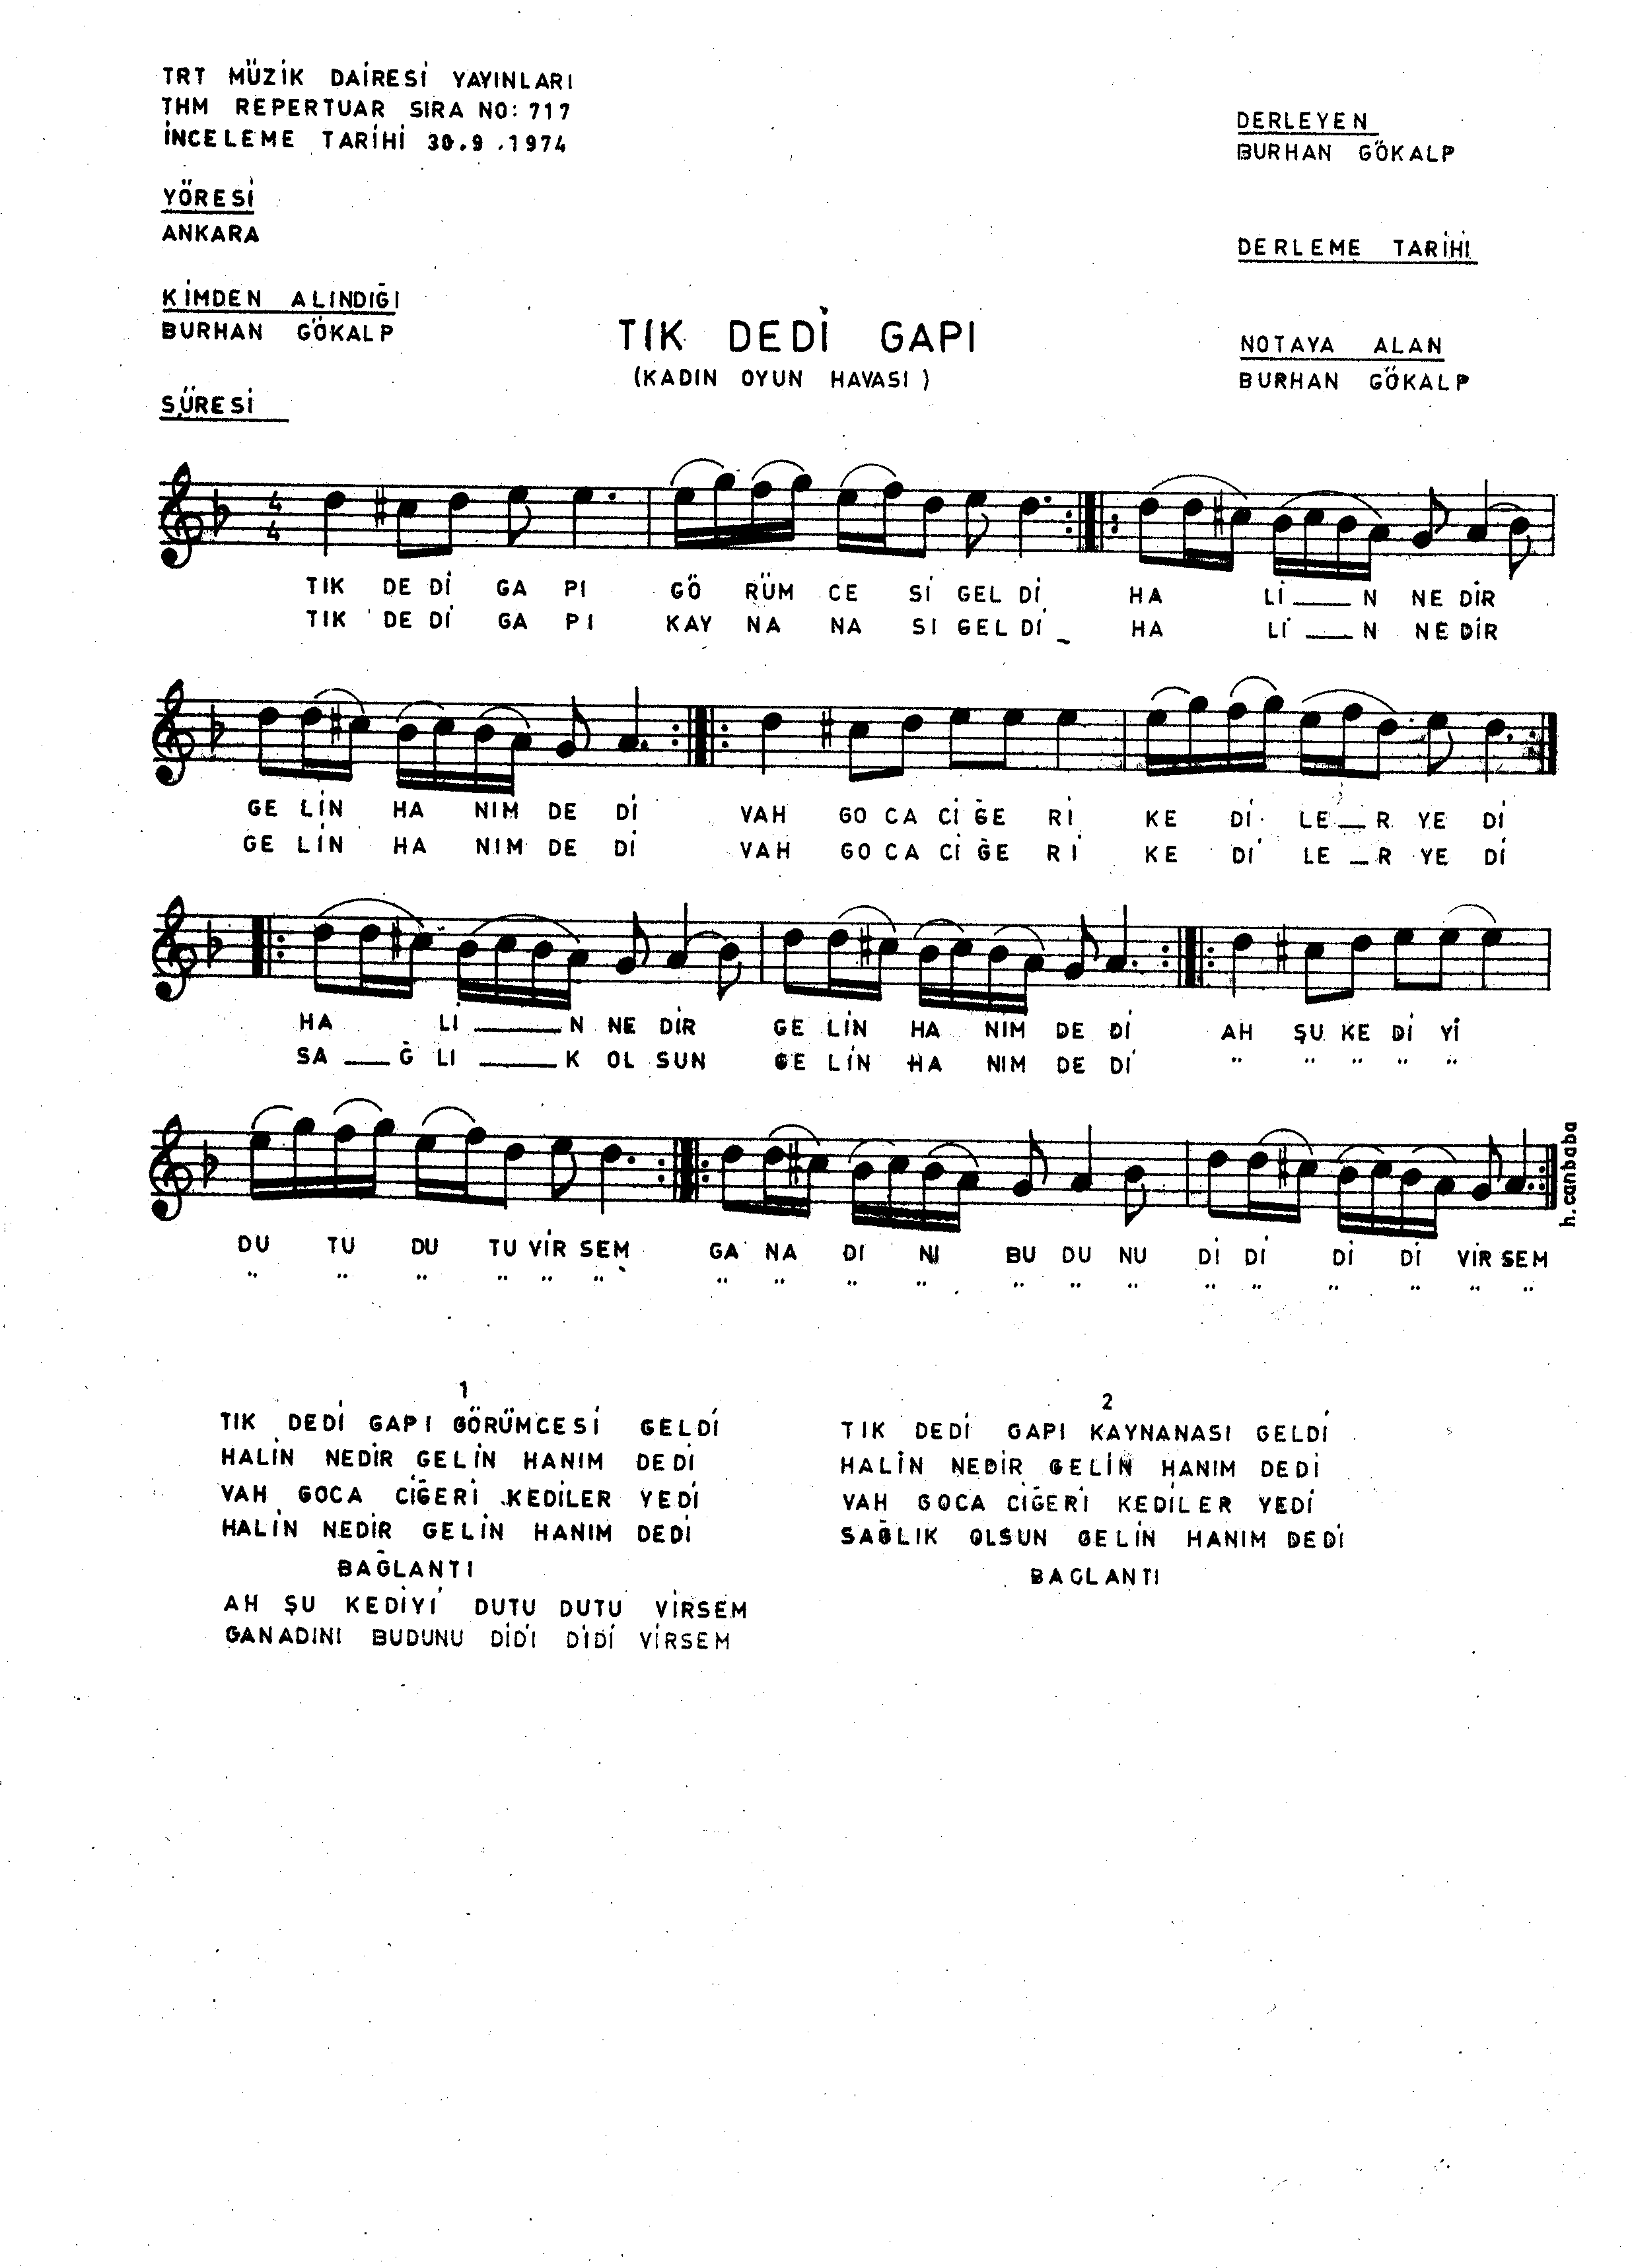 TRT MÜZİK DAİRESİ YAYINLARI
THM REPERTUAR SIRA NO: 717
İNCELEME TARİHİ 30.9.1974
DERLEYEN
BURHAN GÖKALP
YÖRESİ
ANKARA
DERLEME TARİHİ
KİMDEN ALINDIĞI
BURHAN GÖKALP
TIK DEDİ GAPI
(KADIN OYUN HAVASI)
NOTAYA ALAN
BURHAN GÖKALP
SÜRESİ
4
4
TIK DE Dİ GA PI GÖ RÜM CE Sİ GEL Dİ HA Lİ __ N NE DİR
TIK DE Dİ GA PI KAY NA NA SI GEL Dİ _ HA Lİ __ N NE DİR
GE LİN HA NIM DE Dİ VAH GO CA Cİ ĞE Rİ KE Dİ LE _ R YE Dİ
GE LİN HA NIM DE Dİ VAH GO CA Cİ ĞE Rİ KE Dİ LE _ R YE Dİ
HA Lİ ___ N NE DİR GE LİN HA NIM DE Dİ AH ŞU KE Dİ Yİ
SA __ Ğ LI ___ K OL SUN GE LİN HA NIM DE Dİ " " " " "
DU TU DU TU VİR SEM GA NA DI NI BU DU NU Dİ Dİ Dİ Dİ VİR SEM
" " " " " " " " " " " " " " " " " " "
h.canbaba
1
TIK DEDİ GAPI GÖRÜMCESİ GELDİ
HALİN NEDİR GELİN HANIM DEDİ
VAH GOCA CİĞERİ KEDİLER YEDİ
HALİN NEDİR GELİN HANIM DEDİ
BAĞLANTI
AH ŞU KEDİYİ DUTU DUTU VİRSEM
GANADINI BUDUNU DİDİ DİDİ VİRSEM
2
TIK DEDİ GAPI KAYNANASI GELDİ
HALİN NEDİR GELİN HANIM DEDİ
VAH GOCA CİĞERİ KEDİLER YEDİ
SAĞLIK OLSUN GELİN HANIM DEDİ
BAGLANTI